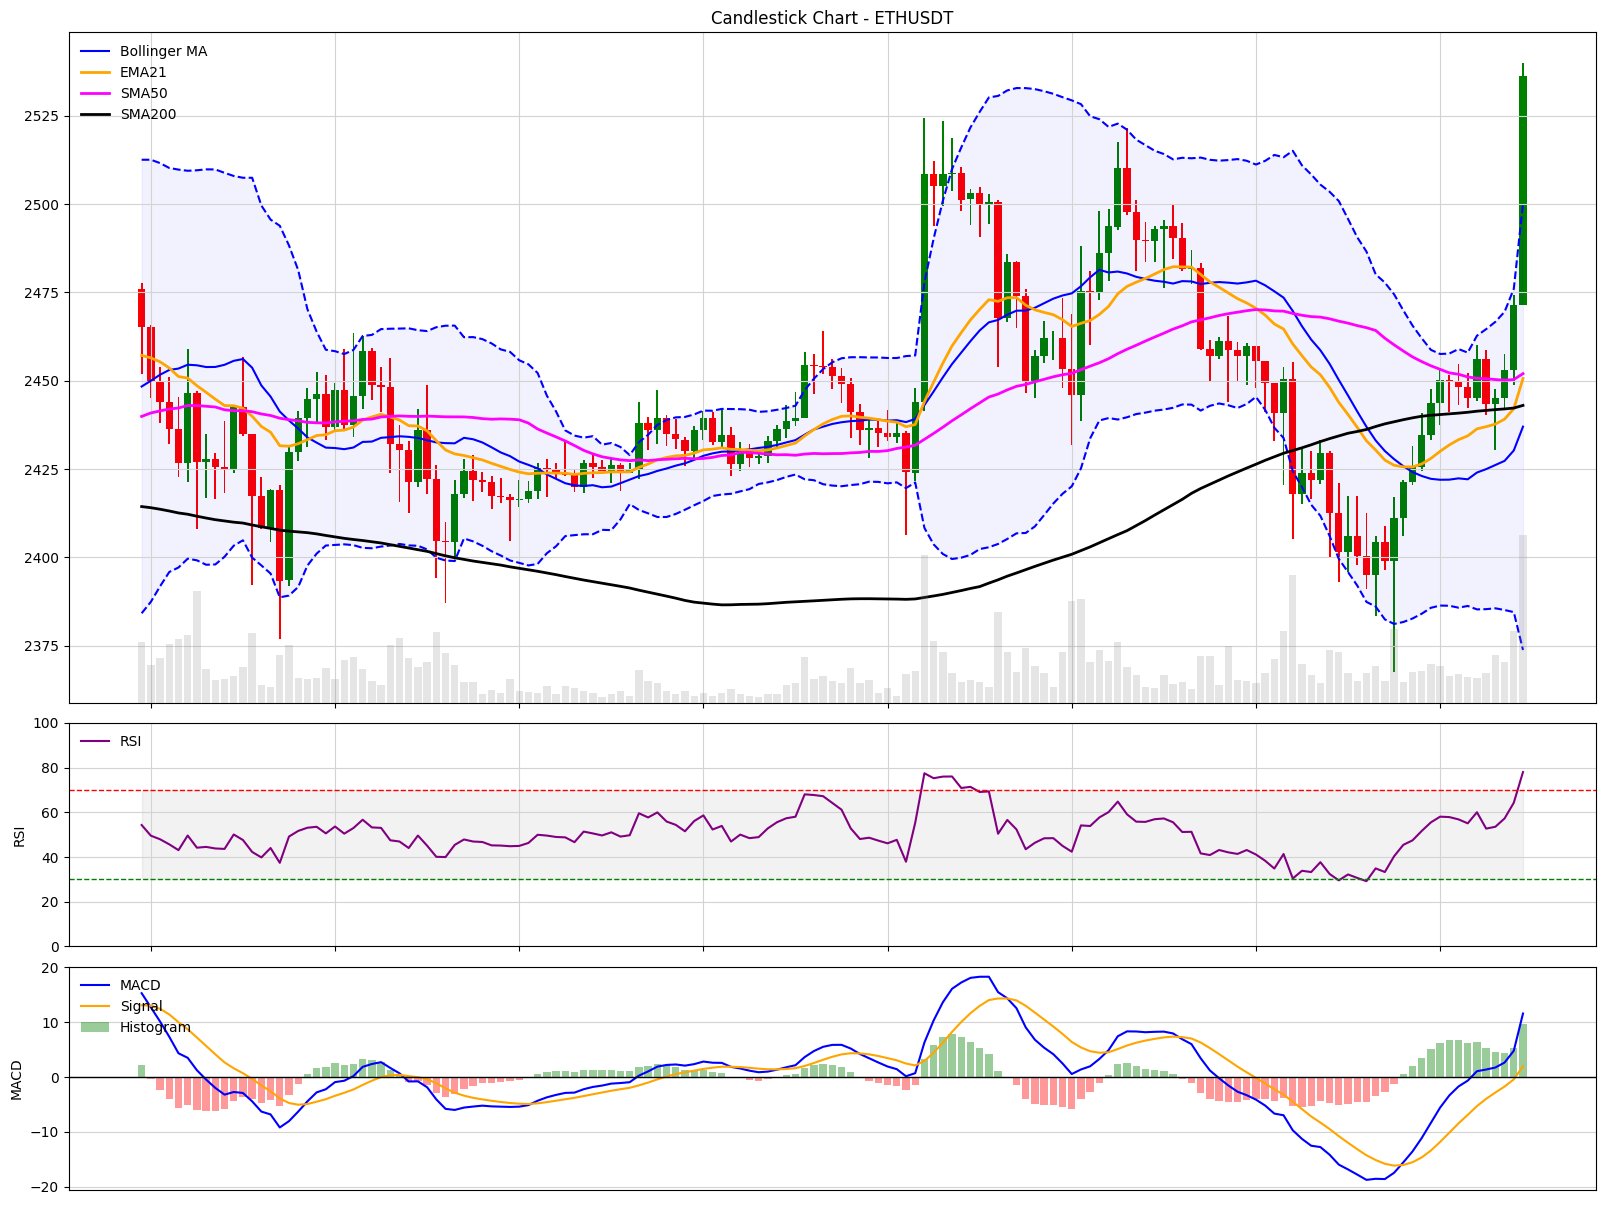 Candlestick Chart - ETHUSDT
Bollinger MA
EMA21
SMA50
SMA200
2525
2500
2475
2450
2425
2400
2375
RSI
100
80
60
40
20
0
RSI
MACD
Signal
Histogram
20
10
0
−10
−20
MACD